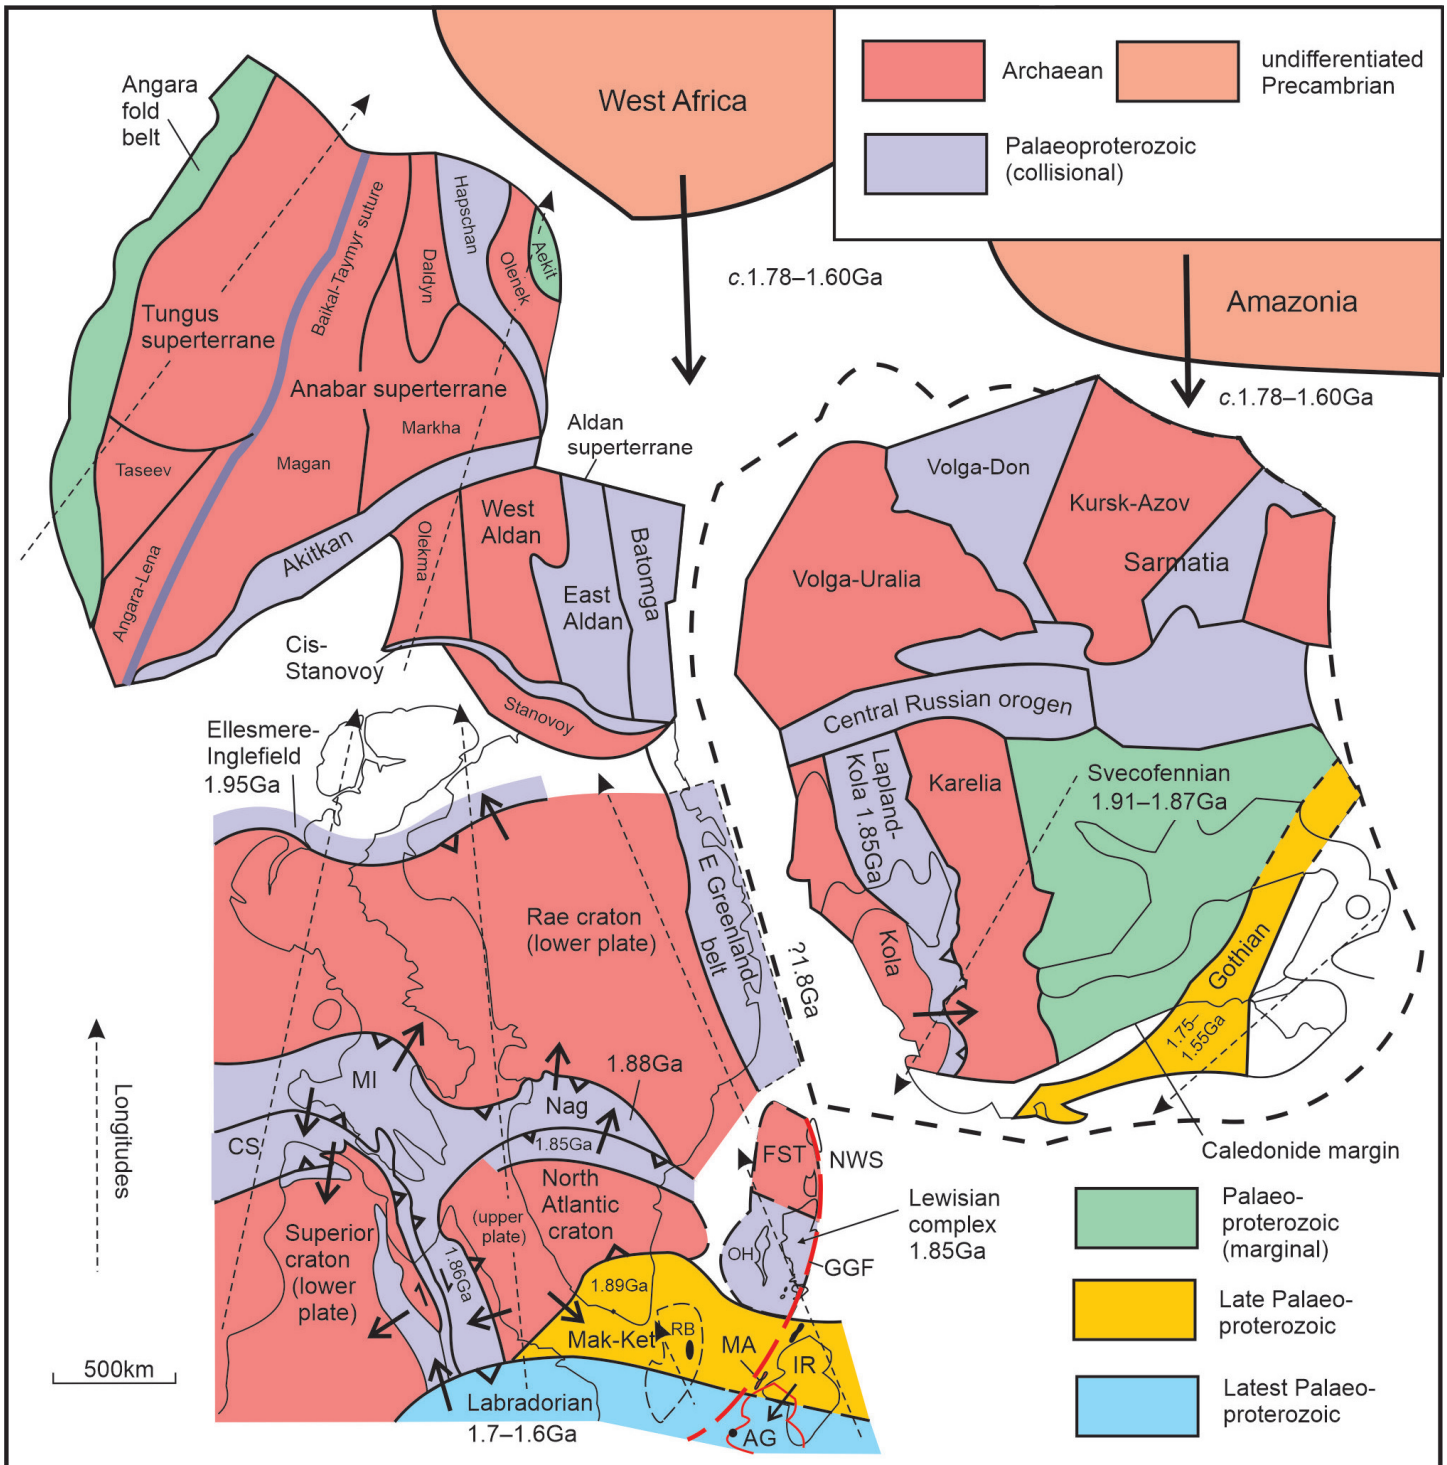 West Africa
Archaean
undifferentiated
Precambrian
Palaeoproterozoic
(collisional)
Angara
fold
belt
Baikal-Taymyr suture
Daldyn
Hapschan
Olenek
Aekit
c.1.78–1.60Ga
Amazonia
c.1.78–1.60Ga
Tungus
superterrane
Anabar superterrane
Markha
Magan
Taseev
Angara-Lena
Akitkan
Aldan
superterrane
West
Aldan
Olekma
East
Aldan
Batomga
Cis-
Stanovoy
Stanovoy
Volga-Don
Kursk-Azov
Sarmatia
Volga-Uralia
Central Russian orogen
Lapland-
Kola 1.85Ga
Karelia
Kola
Svecofennian
1.91–1.87Ga
Gothian
1.75–
1.55Ga
Caledonide margin
Ellesmere-
Inglefield
1.95Ga
Rae craton
(lower plate)
E Greenland
belt
?1.8Ga
Longitudes
MI
CS
Nag
1.88Ga
1.85Ga
North
Atlantic
craton
(upper
plate)
Superior
craton
(lower
plate)
1.86Ga
1.89Ga
Mak-Ket
RB
MA
IR
AG
Labradorian
1.7–1.6Ga
FST
NWS
OH
Lewisian
complex
1.85Ga
GGF
500km
Palaeo-
proterozoic
(marginal)
Late Palaeo-
proterozoic
Latest Palaeo-
proterozoic